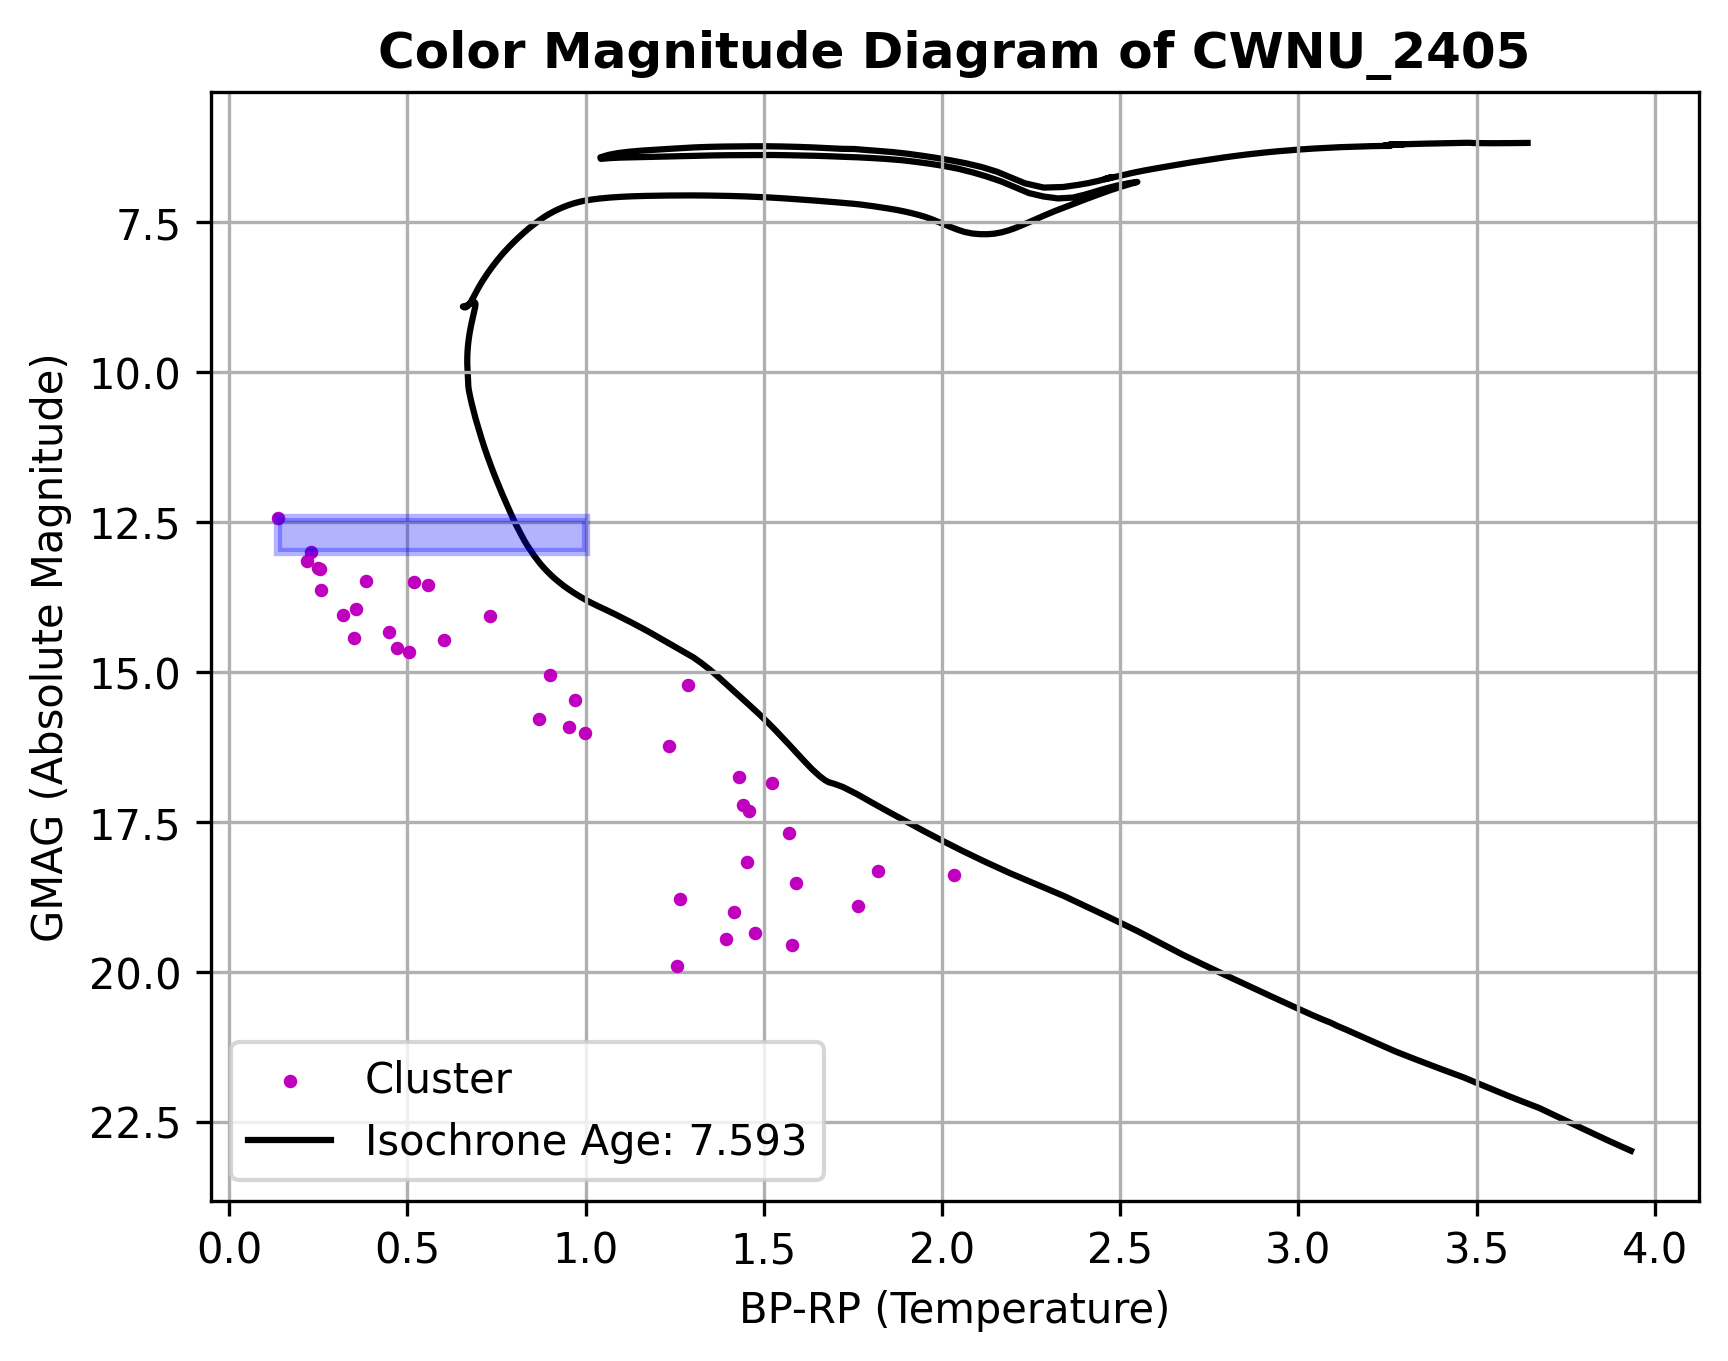 Color Magnitude Diagram of CWNU_2405
GMAG (Absolute Magnitude)
7.5
10.0
12.5
15.0
17.5
20.0
22.5
Cluster
Isochrone Age: 7.593
0.0 0.5 1.0 1.5 2.0 2.5 3.0 3.5 4.0
BP-RP (Temperature)